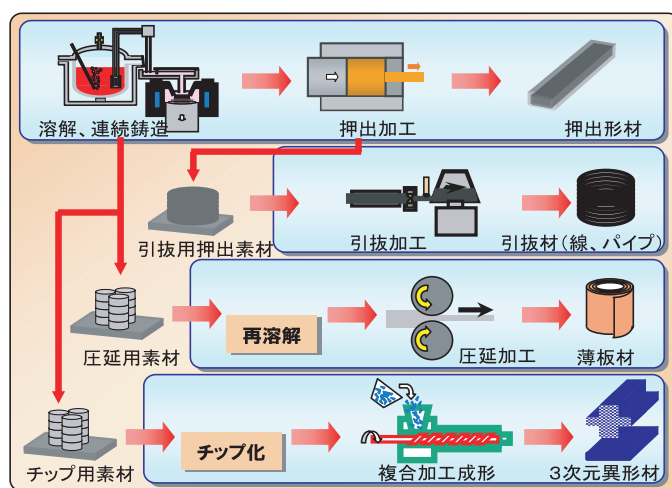 溶解、連続鋳造
押出加工
押出形材
引抜用押出素材
引抜加工
引抜材(線、パイプ)
圧延用素材
再溶解
圧延加工
薄板材
チップ用素材
チップ化
複合加工成形
3次元異形材